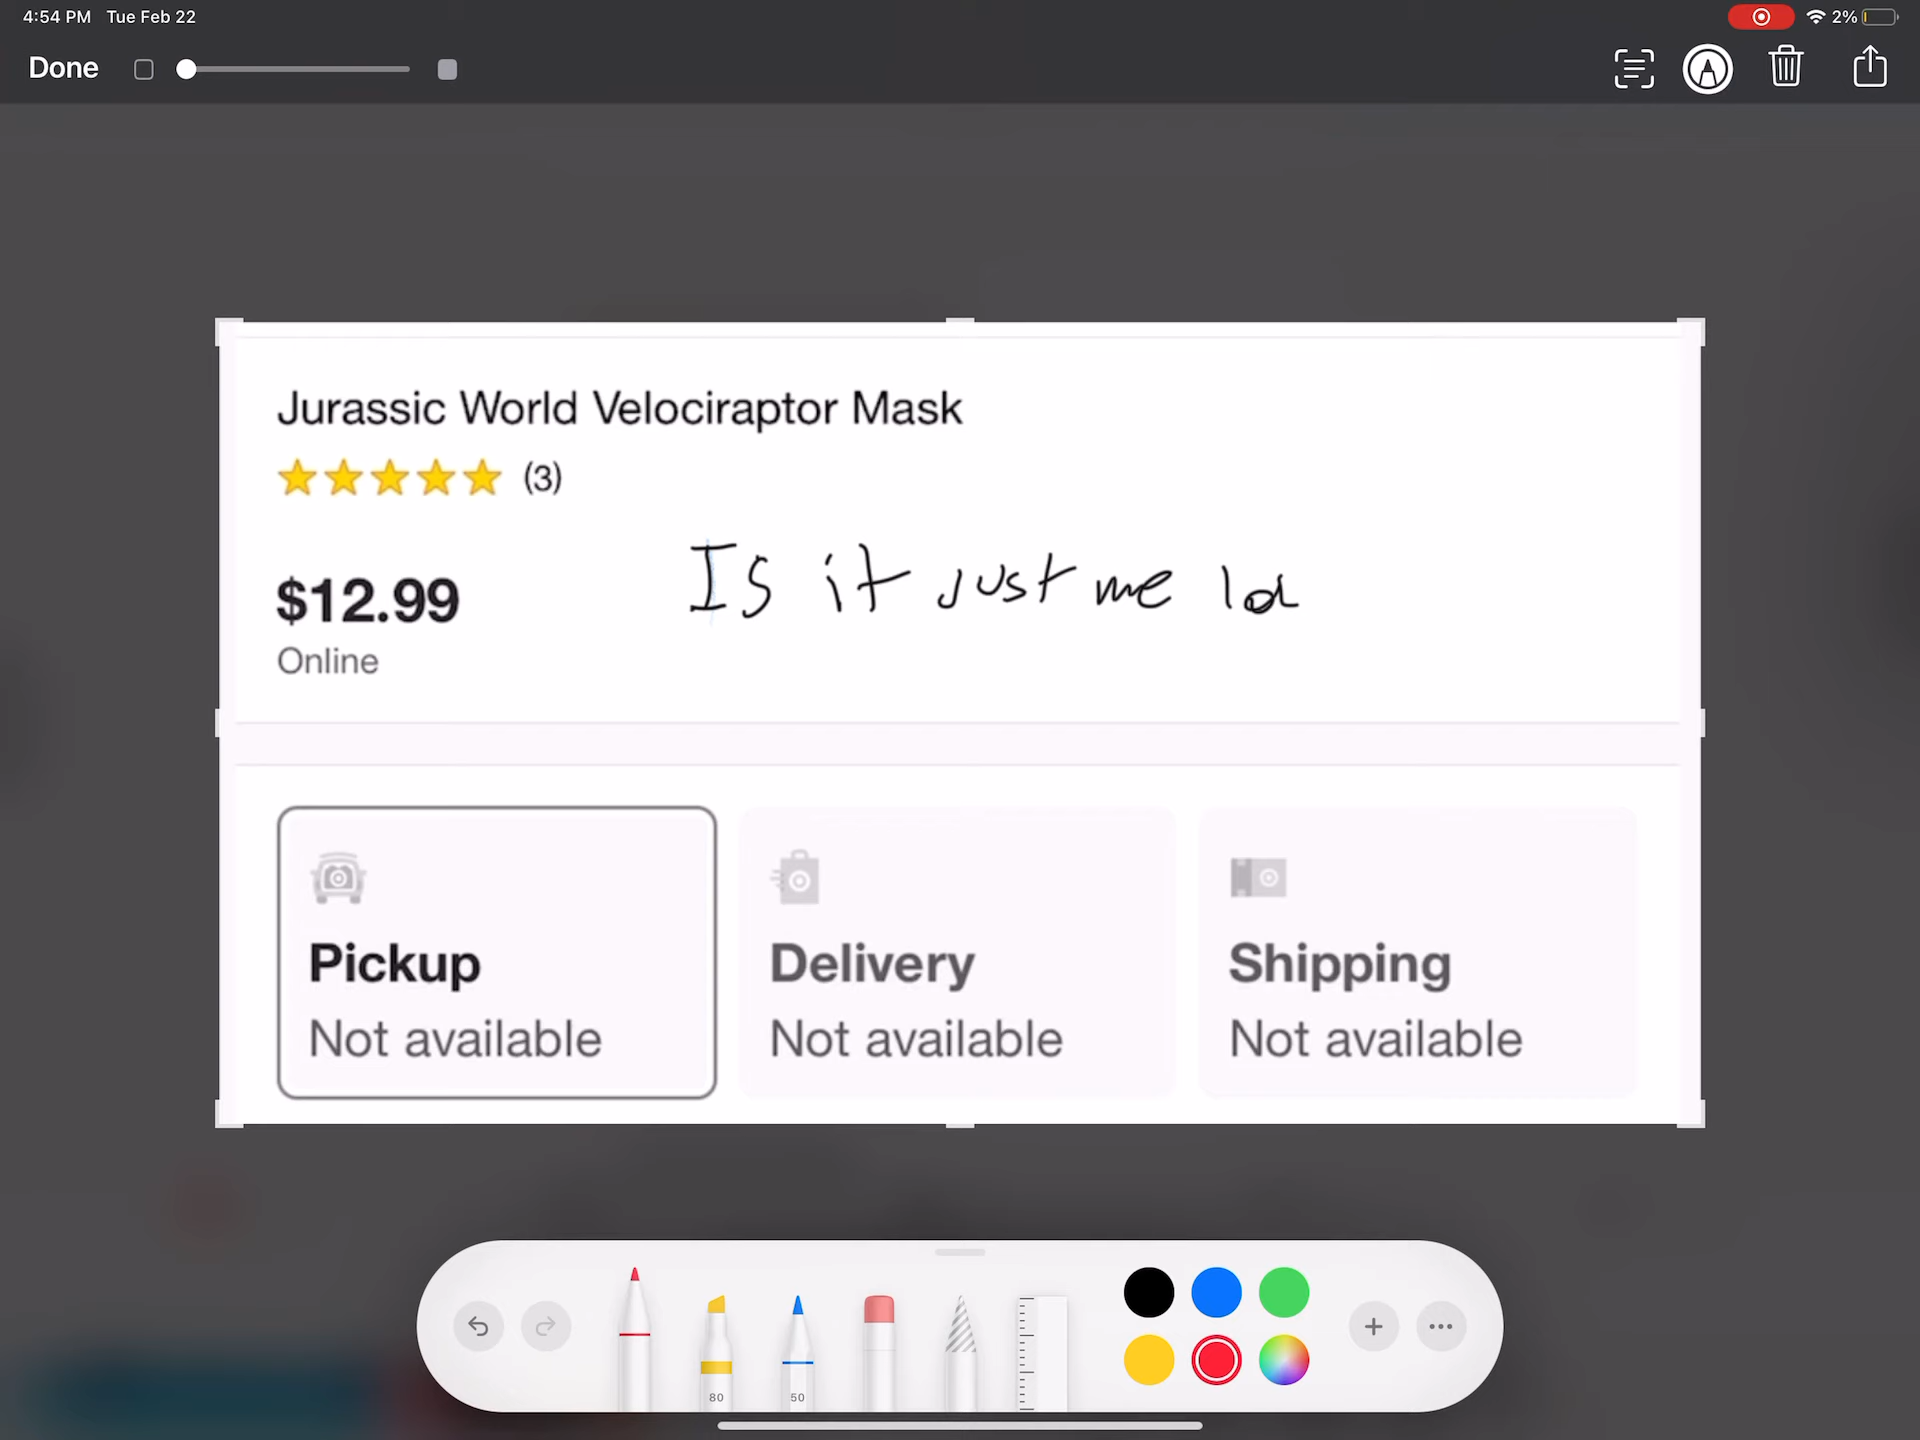 4:54 PM Tue Feb 22
2%
Done
Jurassic World Velociraptor Mask
(3)
Is it just me
$12.99
Online
Pickup
Delivery
Shipping
Not available
Not available
Not available
80
50